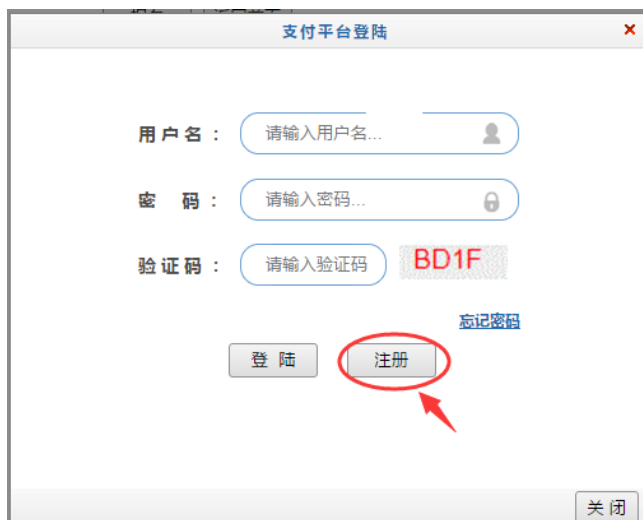 支付平台登陆
用户名：
请输入用户名...
密 码：
请输入密码...
验证码：
请输入验证码
BD1F
忘记密码
登 陆
注册
关 闭